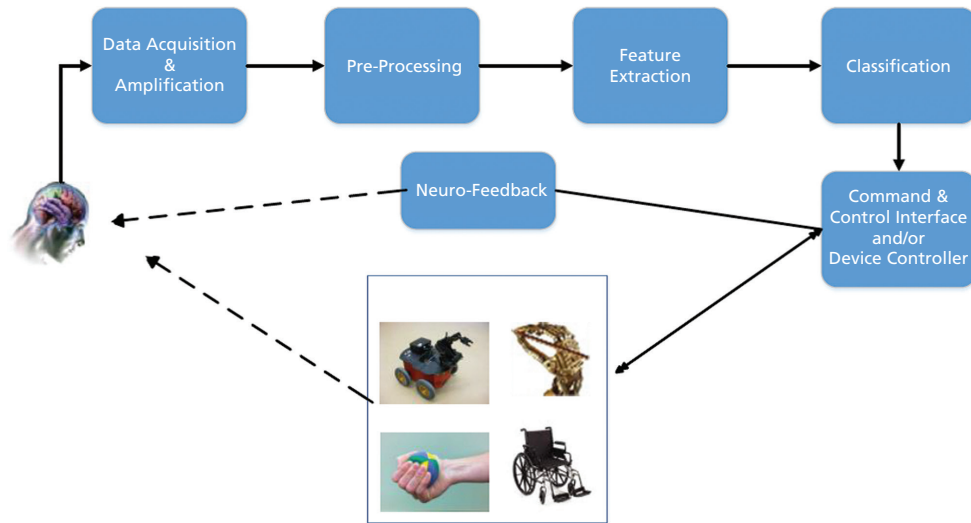 Data Acquisition
&
Amplification
Pre-Processing
Feature
Extraction
Classification
Neuro-Feedback
Command &
Control Interface
and/or
Device Controller